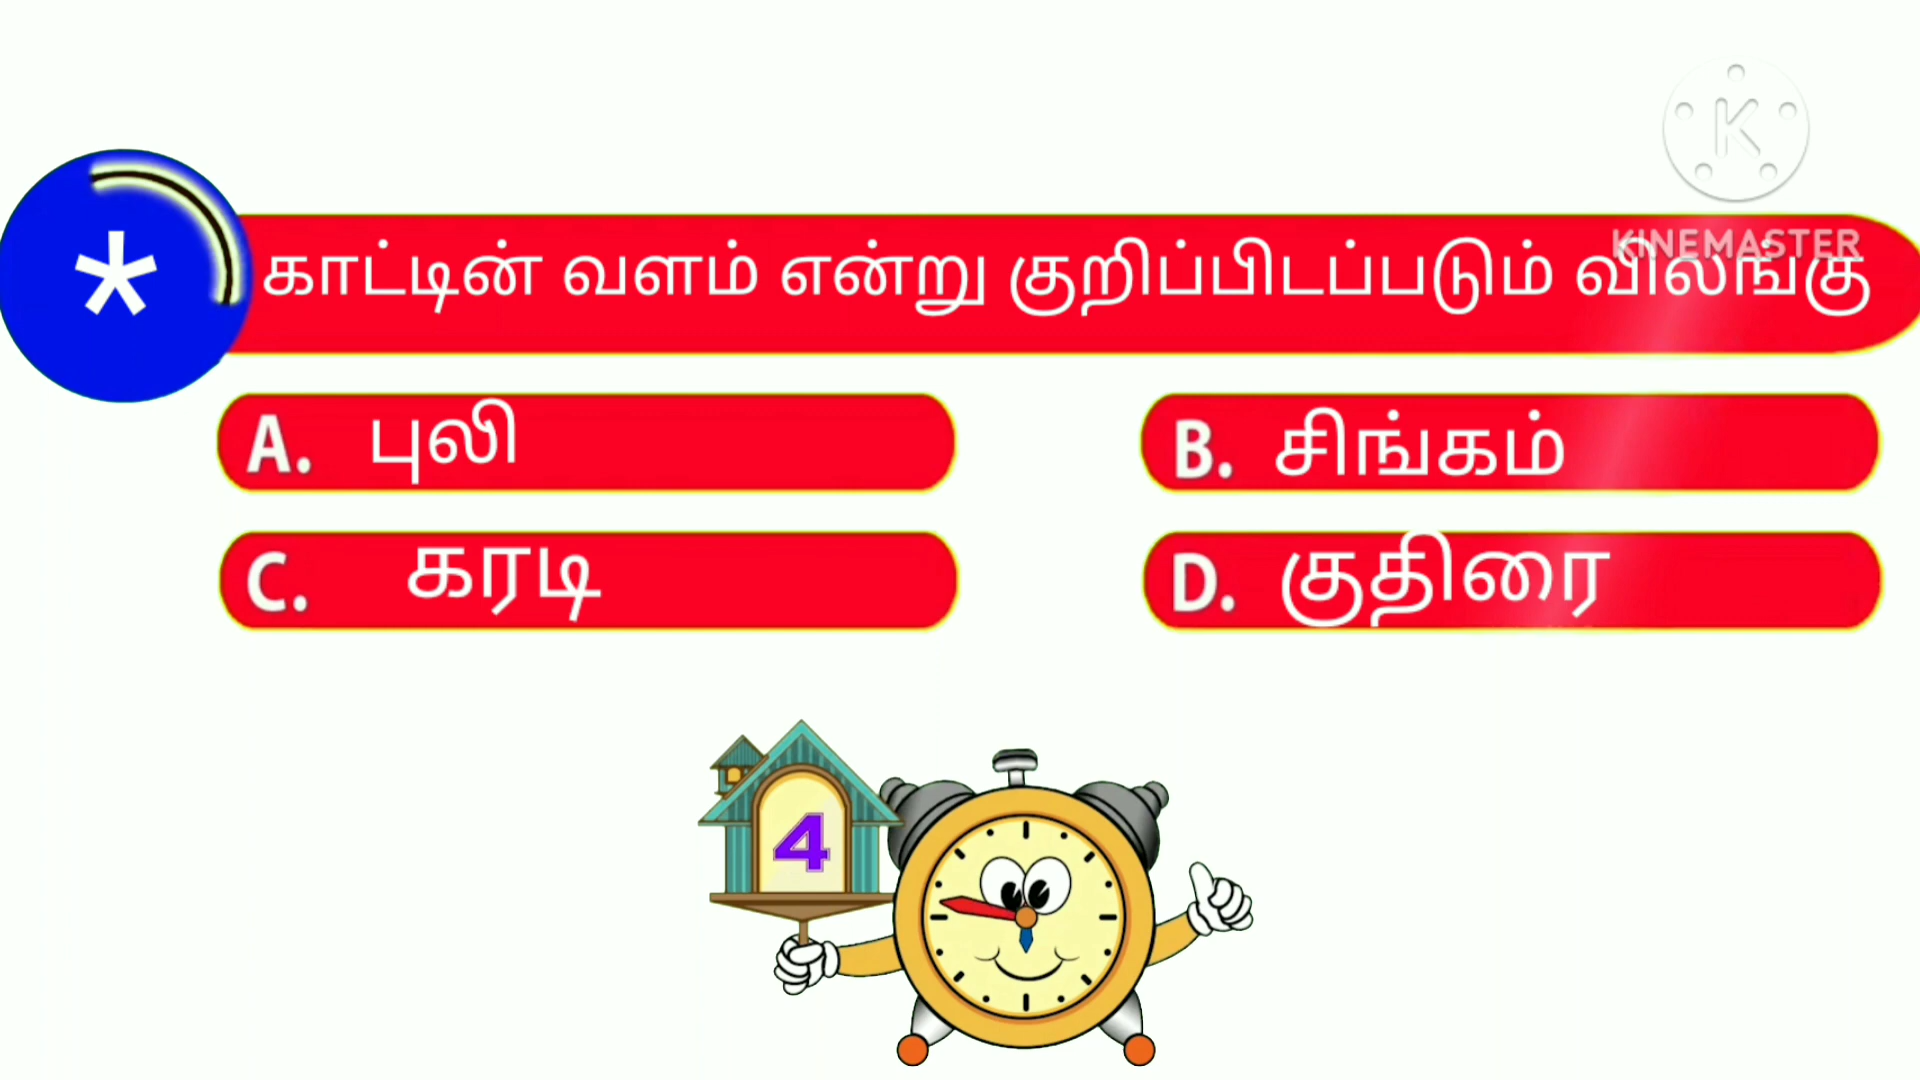 KINEMASTER
* காட்டின் வளம் என்று குறிப்பிடப்படும் விலங்கு
A. புலி
B. சிங்கம்
C. கரடி
D. குதிரை
4